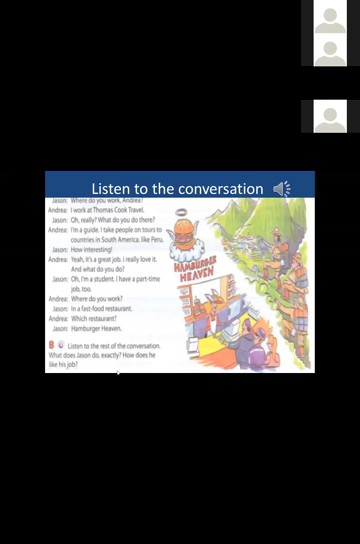 Listen to the conversation
Jason: Where do you work, Andrea?
Andrea: I work at Thomas Cook Travel.
Jason: Oh, really? What do you do there?
Andrea: I'm a guide. I take people on tours to
countries in South America, like Peru.
Jason: How interesting!
Andrea: Yeah, it's a great job. I really love it.
And what do you do?
Jason: Oh, I'm a student. I have a part-time
job, too.
Andrea: Where do you work?
Jason: In a fast-food restaurant.
Andrea: Which restaurant?
Jason: Hamburger Heaven.
B Listen to the rest of the conversation.
What does Jason do, exactly? How does he
like his job?
HAMBURGER
HEAVEN